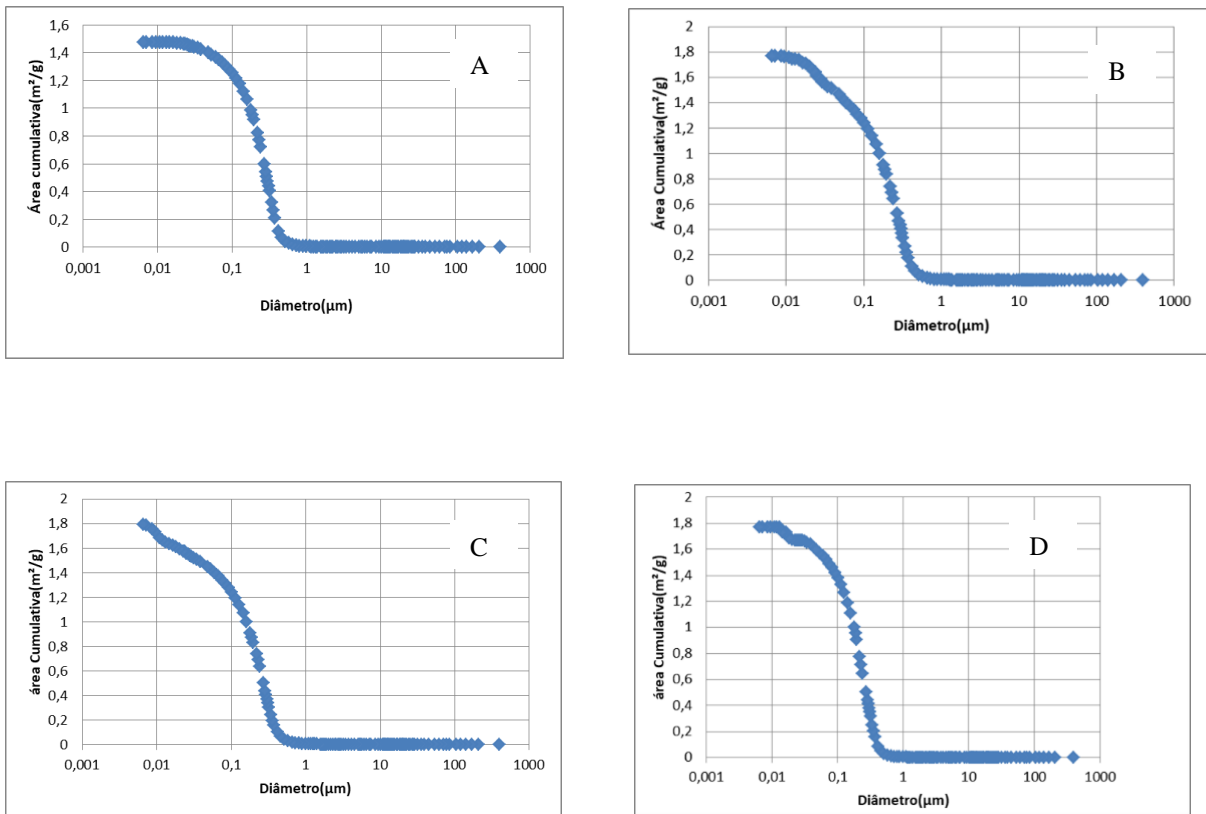 A
Área cumulativa(m²/g)
1,6
1,4
1,2
1
0,8
0,6
0,4
0,2
0
0,001 0,01 0,1 1 10 100 1000
Diâmetro(µm)
B
Área Cumulativa(m²/g)
2
1,8
1,6
1,4
1,2
1
0,8
0,6
0,4
0,2
0
0,001 0,01 0,1 1 10 100 1000
Diâmetro(µm)
C
área Cumulativa(m²/g)
2
1,8
1,6
1,4
1,2
1
0,8
0,6
0,4
0,2
0
0,001 0,01 0,1 1 10 100 1000
Diâmetro(µm)
D
área Cumulativa(m²/g)
2
1,8
1,6
1,4
1,2
1
0,8
0,6
0,4
0,2
0
0,001 0,01 0,1 1 10 100 1000
Diâmetro(µm)